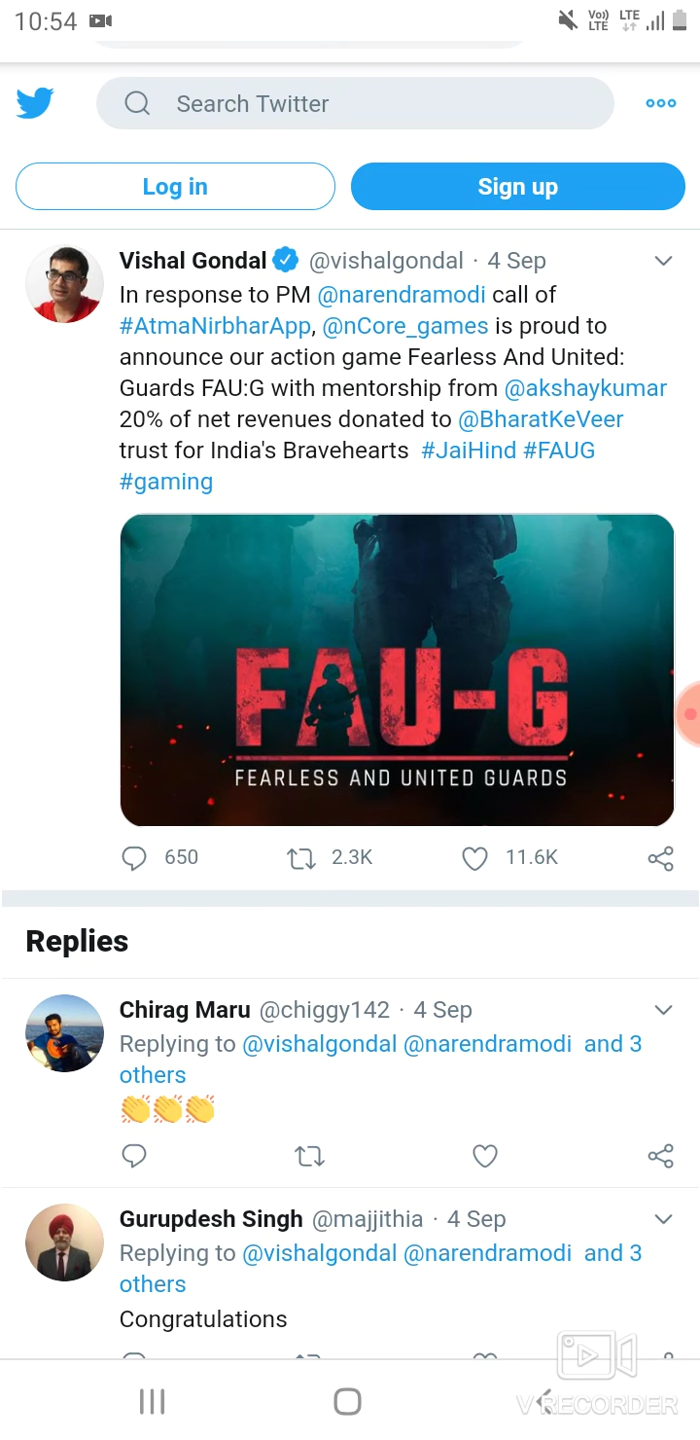 10:54
Vo)) LTE
LTE
Search Twitter
Log in
Sign up
Vishal Gondal @vishalgondal · 4 Sep
In response to PM @narendramodi call of
#AtmaNirbharApp, @nCore_games is proud to
announce our action game Fearless And United:
Guards FAU:G with mentorship from @akshaykumar
20% of net revenues donated to @BharatKeVeer
trust for India's Bravehearts #JaiHind #FAUG
#gaming
FAU-G
FEARLESS AND UNITED GUARDS
650 2.3K 11.6K
Replies
Chirag Maru @chiggy142 · 4 Sep
Replying to @vishalgondal @narendramodi and 3
others
👏👏👏
Gurupdesh Singh @majjithia · 4 Sep
Replying to @vishalgondal @narendramodi and 3
others
Congratulations
V RECORDER